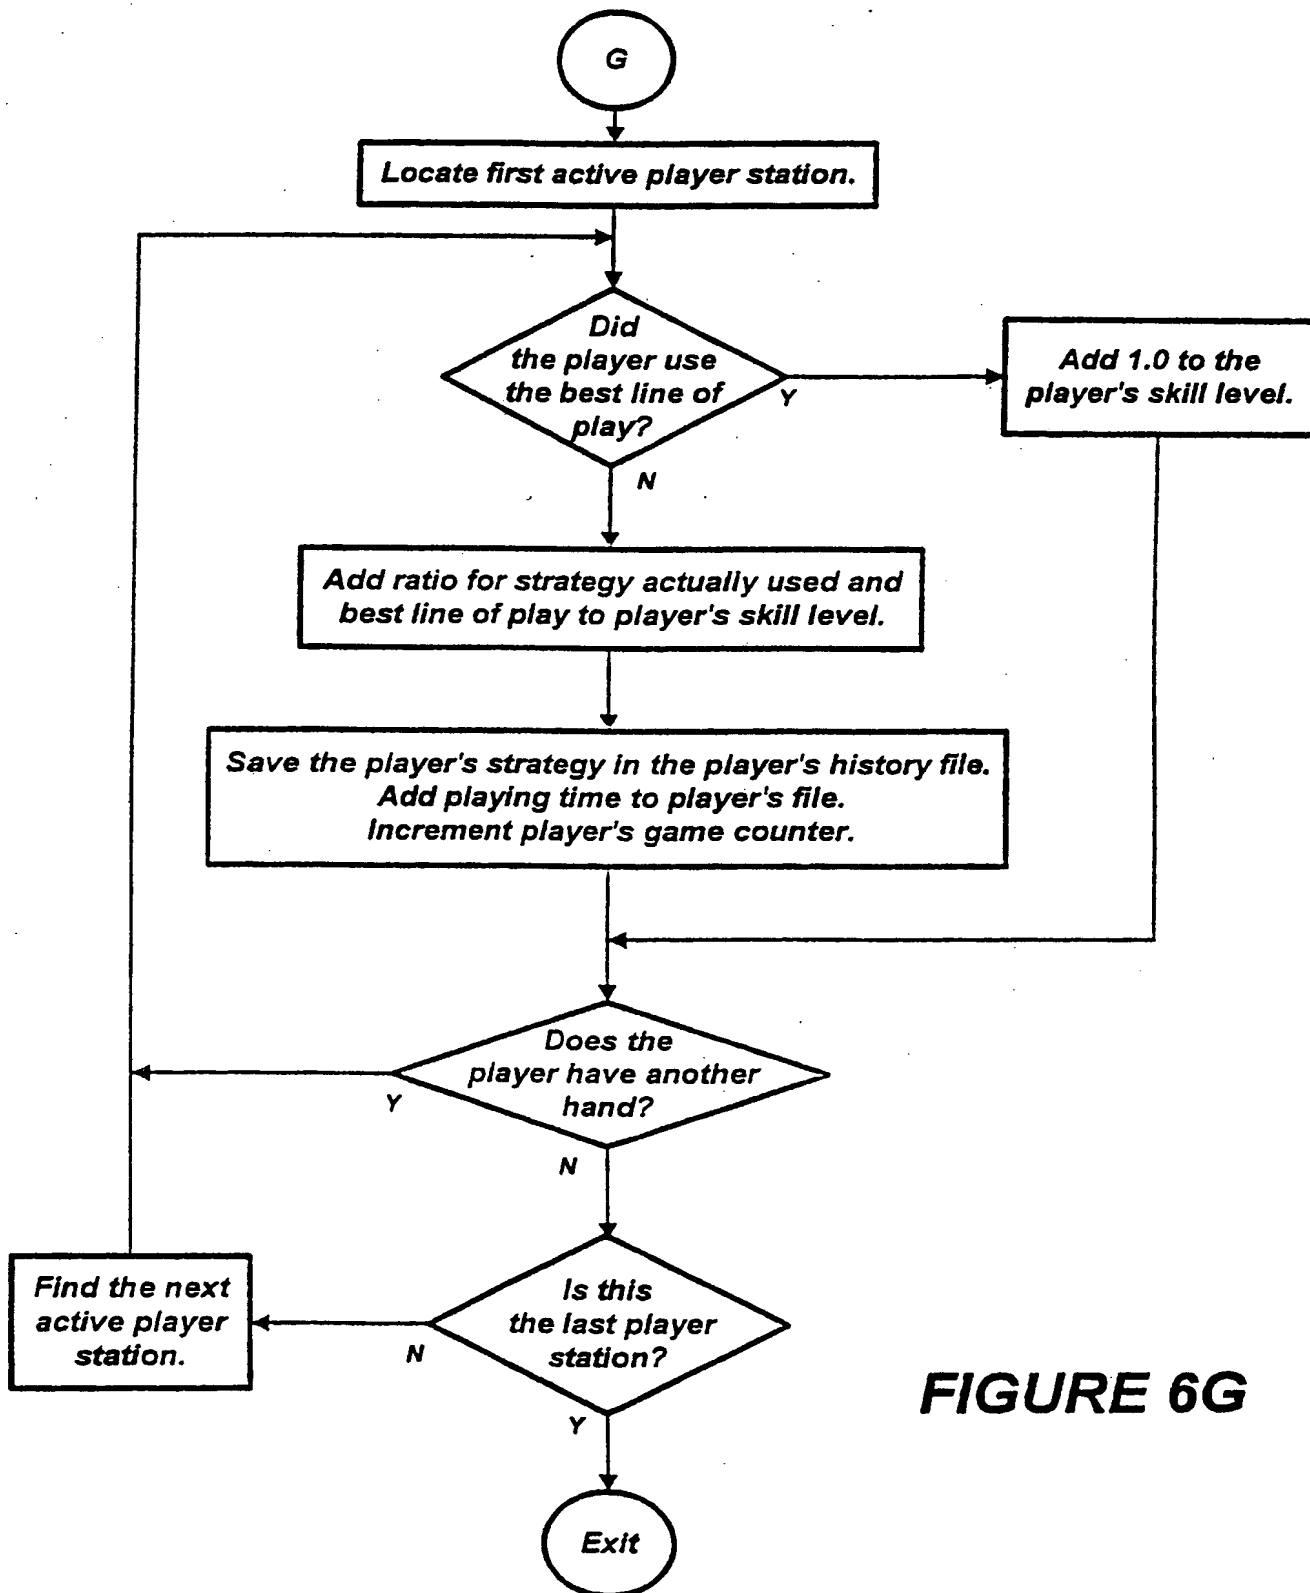 G
Locate first active player station.
Did
the player use
the best line of
play?
Y
Add 1.0 to the
player's skill level.
N
Add ratio for strategy actually used and
best line of play to player's skill level.
Save the player's strategy in the player's history file.
Add playing time to player's file.
Increment player's game counter.
Does the
player have another
hand?
Y
N
Find the next
active player
station.
Is this
the last player
station?
N
Y
FIGURE 6G
Exit